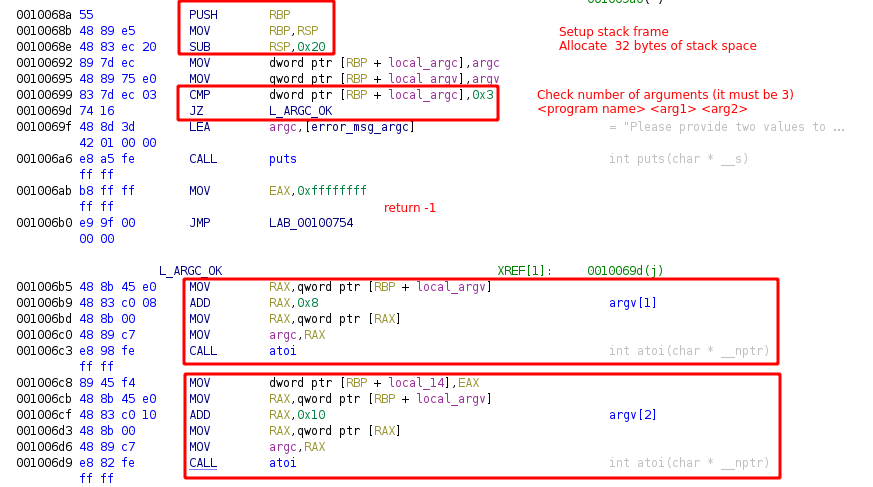 0010068a 55 PUSH RBP
0010068b 48 89 e5 MOV RBP,RSP Setup stack frame
0010068e 48 83 ec 20 SUB RSP,0x20 Allocate 32 bytes of stack space
00100692 89 7d ec MOV dword ptr [RBP + local_argc],argc
00100695 48 89 75 e0 MOV qword ptr [RBP + local_argv],argv
00100699 83 7d ec 03 CMP dword ptr [RBP + local_argc],0x3 Check number of arguments (it must be 3)
0010069d 74 16 JZ L_ARGC_OK <program name> <arg1> <arg2>
0010069f 48 8d 3d LEA argc,[error_msg_argc] = "Please provide two values to ...
42 01 00 00
001006a6 e8 a5 fe CALL puts int puts(char * __s)
ff ff
001006ab b8 ff ff MOV EAX,0xffffffff
ff ff return -1
001006b0 e9 9f 00 JMP LAB_00100754
00 00
L_ARGC_OK XREF[1]: 0010069d(j)
001006b5 48 8b 45 e0 MOV RAX,qword ptr [RBP + local_argv]
001006b9 48 83 c0 08 ADD RAX,0x8 argv[1]
001006bd 48 8b 00 MOV RAX,qword ptr [RAX]
001006c0 48 89 c7 MOV argc,RAX
001006c3 e8 98 fe CALL atoi int atoi(char * __nptr)
ff ff
001006c8 89 45 f4 MOV dword ptr [RBP + local_14],EAX
001006cb 48 8b 45 e0 MOV RAX,qword ptr [RBP + local_argv]
001006cf 48 83 c0 10 ADD RAX,0x10 argv[2]
001006d3 48 8b 00 MOV RAX,qword ptr [RAX]
001006d6 48 89 c7 MOV argc,RAX
001006d9 e8 82 fe CALL atoi int atoi(char * __nptr)
ff ff